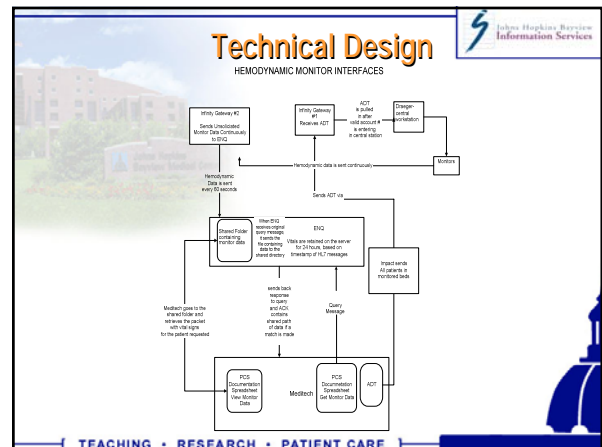 Johns Hopkins Bayview
Information Services
Technical Design
HEMODYNAMIC MONITOR INTERFACES
Infinity Gateway #2
Sends Unsolicited
Monitor Data Continuously
to ENQ
Infinity Gateway
#1
Receives ADT
ADT
is pulled
in after
valid account #
is entering
in central station
Draeger-
central
workstation
Monitors
Hemodynamic data is sent continuously
Hemodynamic
Data is sent
every 60 seconds
Sends ADT via
Shared Folder
containing
monitor data
When ENQ
receives original
query message,
it sends the
file containing
data to the
shared directory
ENQ
Vitals are retained on the server
for 24 hours, based on
timestamp of HL7 messages
Impact sends
All patients in
monitored beds
Meditech goes to the
shared folder and
retrieves the packet
with vital signs
for the patient requested
sends back
response
to query
and ACK
contains
shared path
of data if a
match is made
Query
Message
PCS
Documentation
Spreadsheet
View Monitor
Data
Meditech
PCS
Documentation
Spreadsheet
Get Monitor Data
ADT
TEACHING • RESEARCH • PATIENT CARE